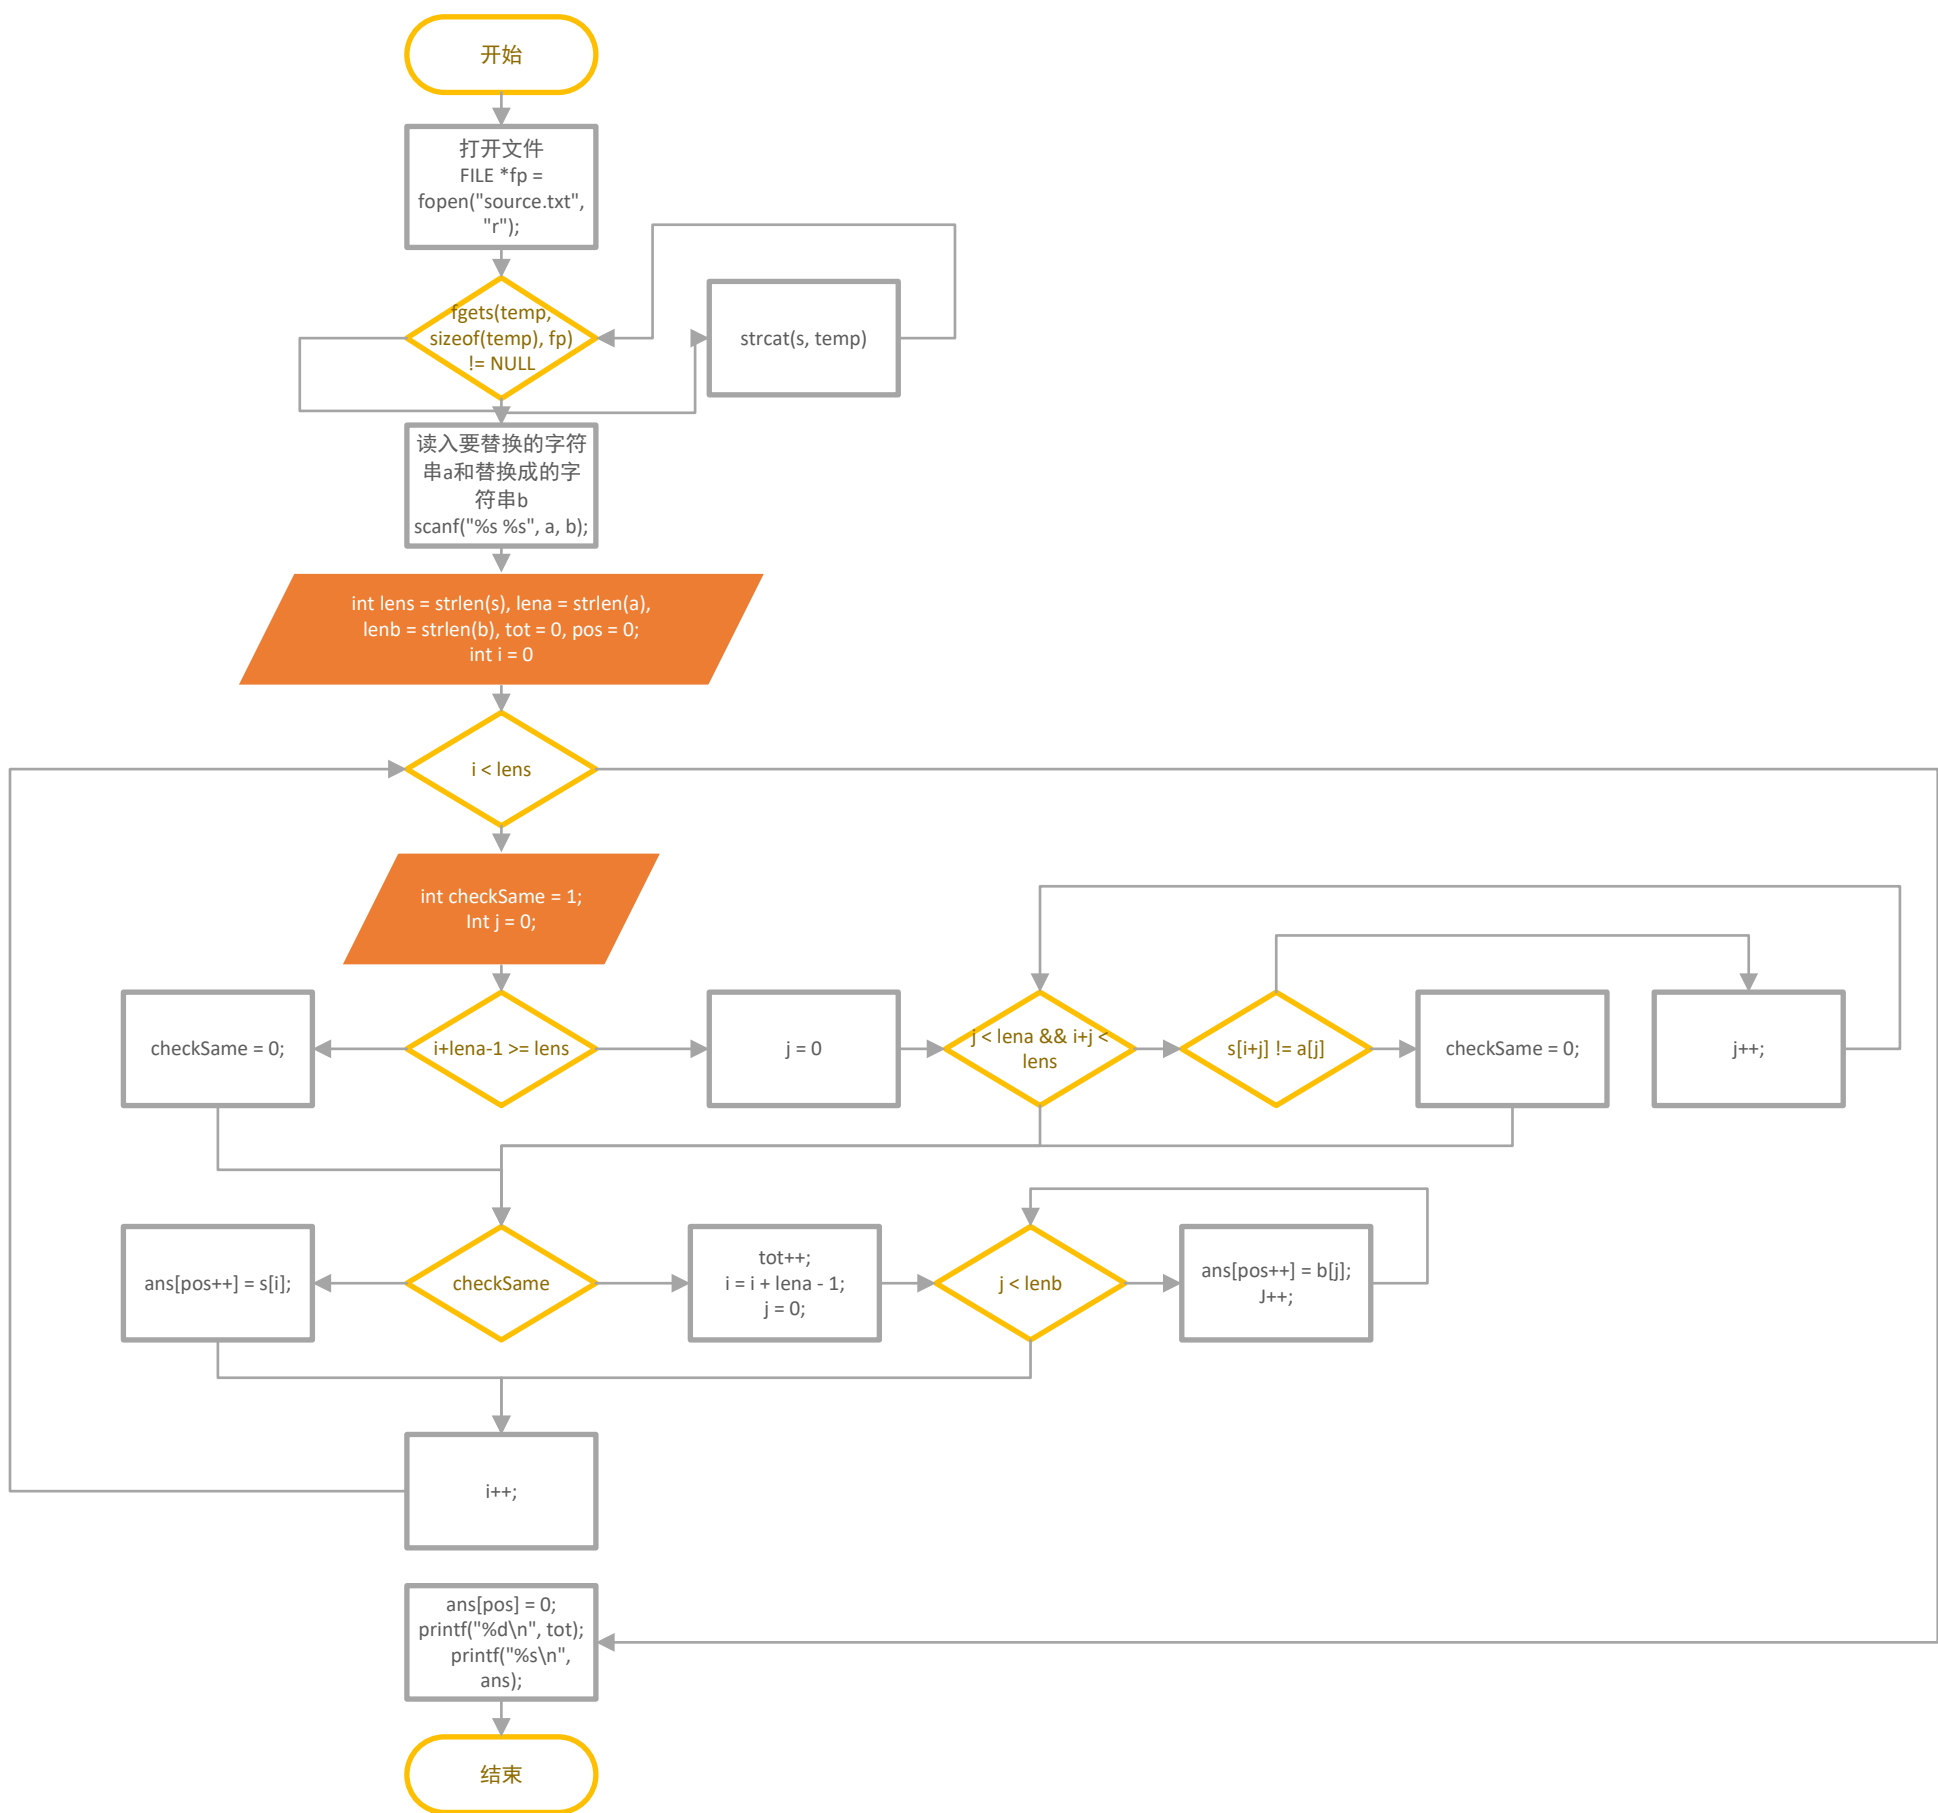 开始
打开文件
FILE *fp =
fopen("source.txt",
"r");
fgets(temp,
sizeof(temp), fp)
!= NULL
strcat(s, temp)
读入要替换的字符
串a和替换成的字
符串b
scanf("%s %s", a, b);
int lens = strlen(s), lena = strlen(a),
lenb = strlen(b), tot = 0, pos = 0;
int i = 0
i < lens
int checkSame = 1;
Int j = 0;
checkSame = 0;
i+lena-1 >= lens
j = 0
j < lena && i+j <
lens
s[i+j] != a[j]
checkSame = 0;
j++;
ans[pos++] = s[i];
checkSame
tot++;
i = i + lena - 1;
j = 0;
j < lenb
ans[pos++] = b[j];
J++;
i++;
ans[pos] = 0;
printf("%d\n", tot);
printf("%s\n",
ans);
结束